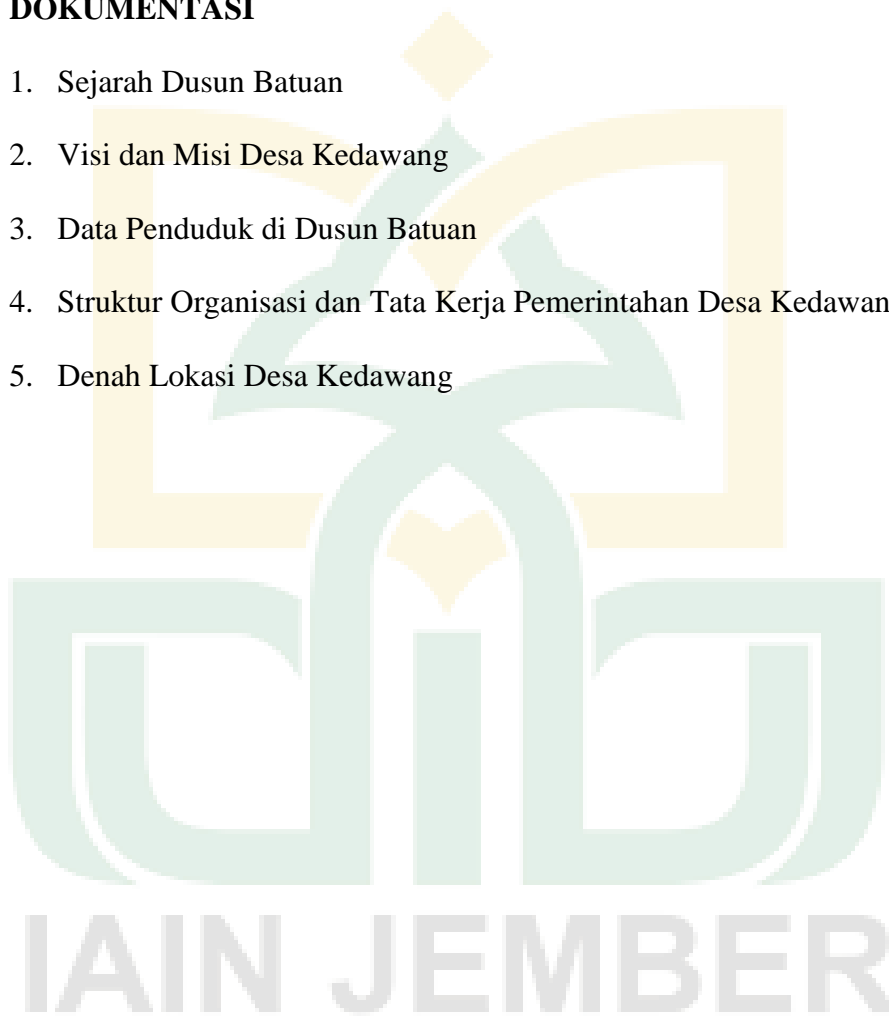 DOKUMENTASI
1. Sejarah Dusun Batuan
2. Visi dan Misi Desa Kedawang
3. Data Penduduk di Dusun Batuan
4. Struktur Organisasi dan Tata Kerja Pemerintahan Desa Kedawan
5. Denah Lokasi Desa Kedawang
IAIN JEMBER